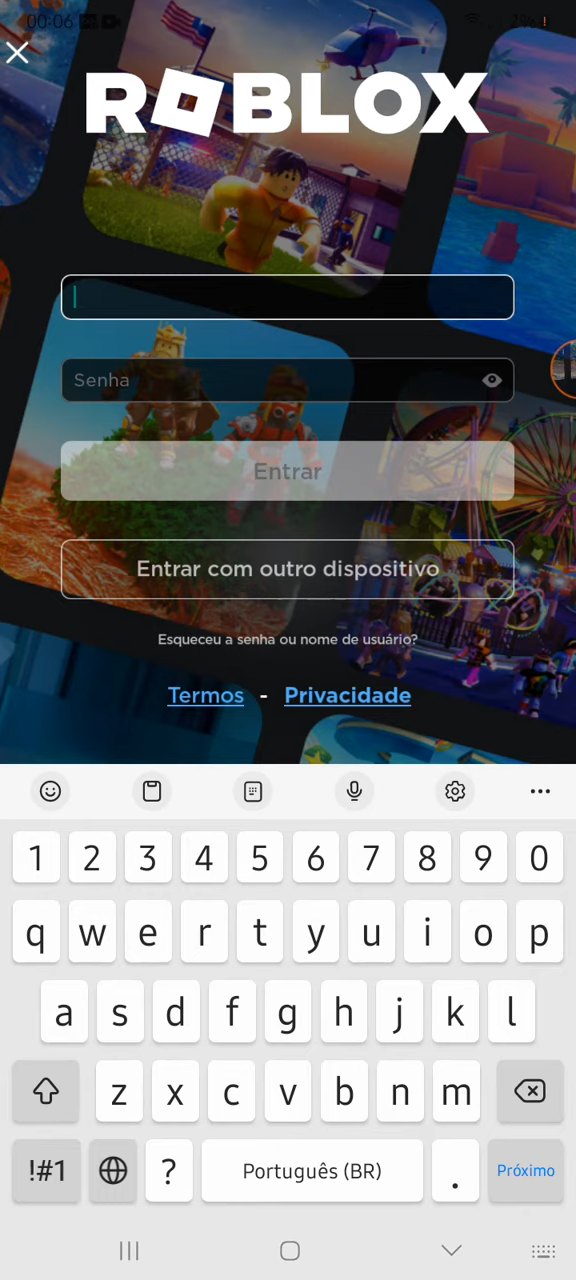 00:06
ROBLOX
Senha
Entrar
Entrar com outro dispositivo
Esqueceu a senha ou nome de usuário?
Termos - Privacidade
1 2 3 4 5 6 7 8 9 0
q w e r t y u i o p
a s d f g h j k l
z x c v b n m
!#1 ? Português (BR) . Próximo